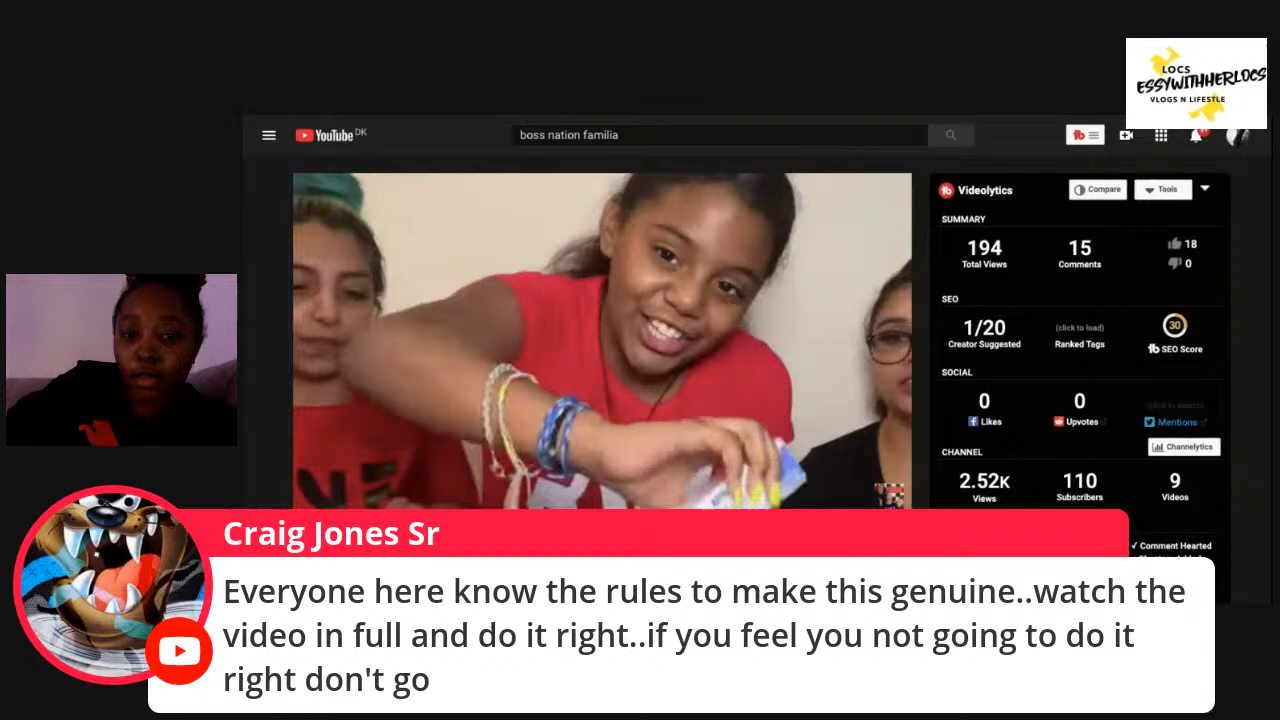 LOCS
ESSYWITHHERLOCS
VLOGS N LIFESTLE
YouTube DK
boss nation familia
Videolytics
Compare
Tools
SUMMARY
194
15
18
Total Views
Comments
0
SEO
1/20
(click to load)
30
Creator Suggested
Ranked Tags
tb SEO Score
SOCIAL
0
0
Likes
Upvotes
Mentions
Channelytics
CHANNEL
2.52K
110
9
Views
Subscribers
Videos
✓ Comment Hearted
Craig Jones Sr
Everyone here know the rules to make this genuine..watch the
video in full and do it right..if you feel you not going to do it
right don't go